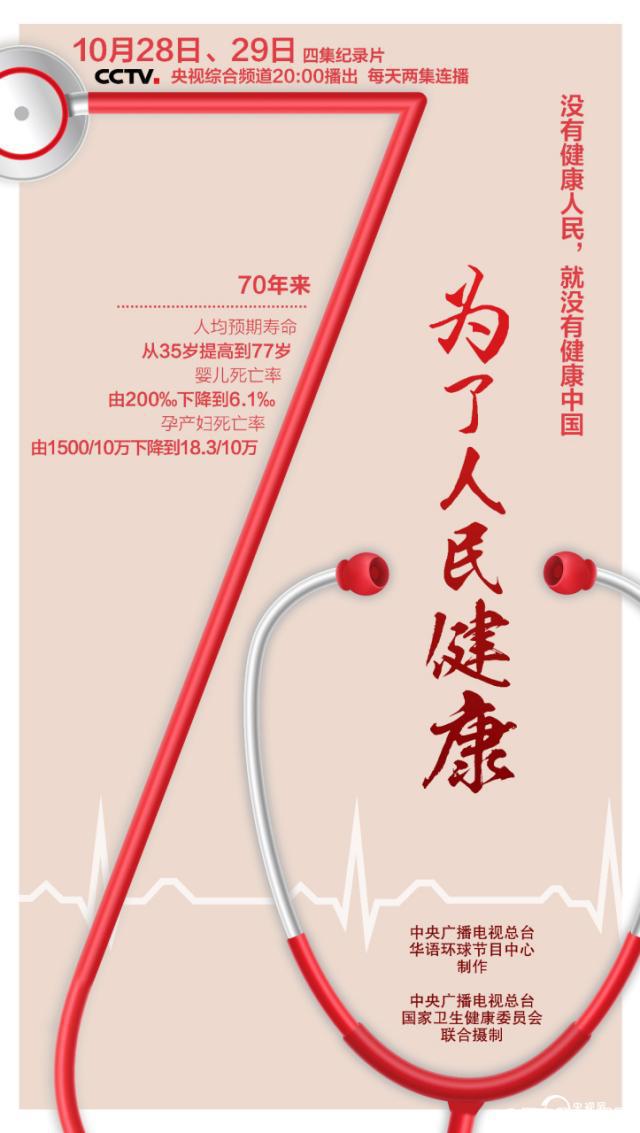 10月28日、29日 四集纪录片
CCTV. 央视综合频道20:00播出 每天两集连播
没有健康人民，就没有健康中国
70年来
人均预期寿命
从35岁提高到77岁
婴儿死亡率
由200‰下降到6.1‰
孕产妇死亡率
由1500/10万下降到18.3/10万
为了人民健康
中央广播电视总台
华语环球节目中心
制作
中央广播电视总台
国家卫生健康委员会
联合摄制
央视网